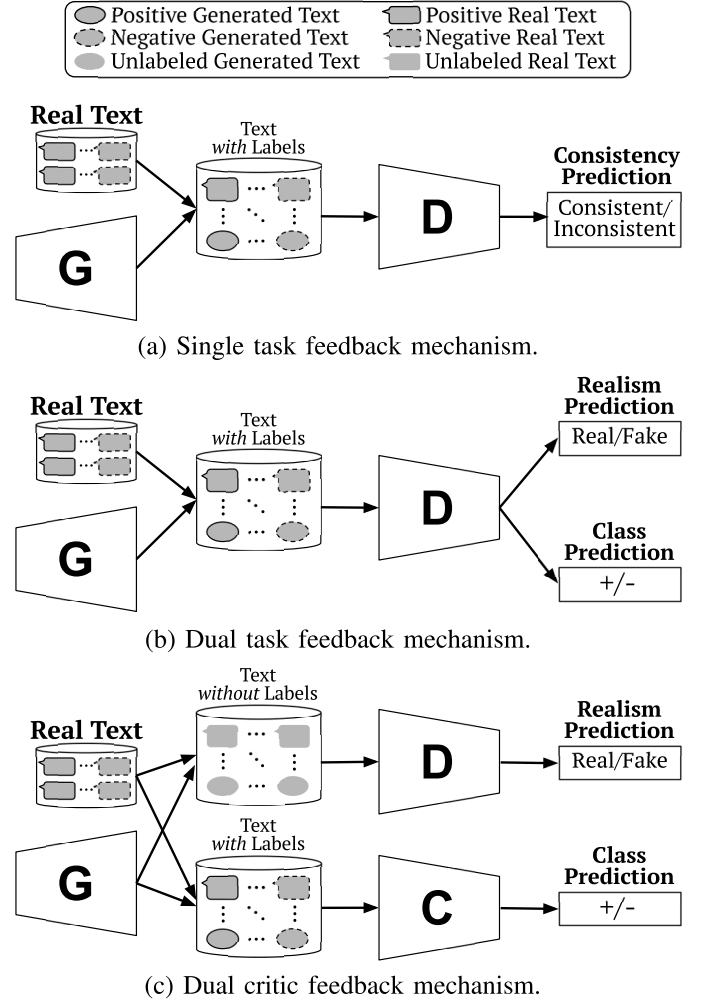 Positive Generated Text
Positive Real Text
Negative Generated Text
Negative Real Text
Unlabeled Generated Text
Unlabeled Real Text
Real Text
Text
with Labels
G
D
Consistency
Prediction
Consistent/
Inconsistent
(a) Single task feedback mechanism.
Real Text
Text
with Labels
G
D
Realism
Prediction
Real/Fake
Class
Prediction
+/-
(b) Dual task feedback mechanism.
Real Text
Text
without Labels
G
D
Realism
Prediction
Real/Fake
Text
with Labels
C
Class
Prediction
+/-
(c) Dual critic feedback mechanism.